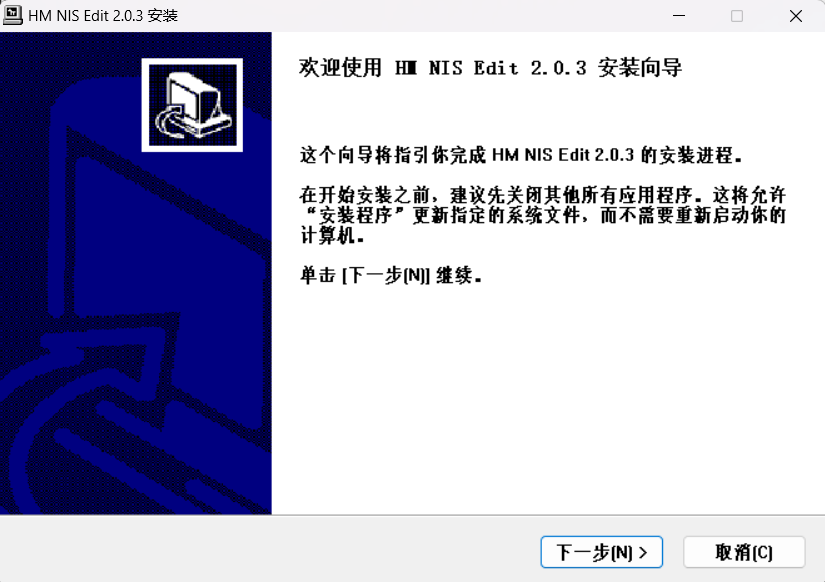 HM NIS Edit 2.0.3 安装
欢迎使用 HM NIS Edit 2.0.3 安装向导
这个向导将指引你完成 HM NIS Edit 2.0.3 的安装进程。
在开始安装之前，建议先关闭其他所有应用程序。这将允许
“安装程序”更新指定的系统文件，而不需要重新启动你的
计算机。
单击 [下一步(N)] 继续。
下一步(N) >
取消(C)